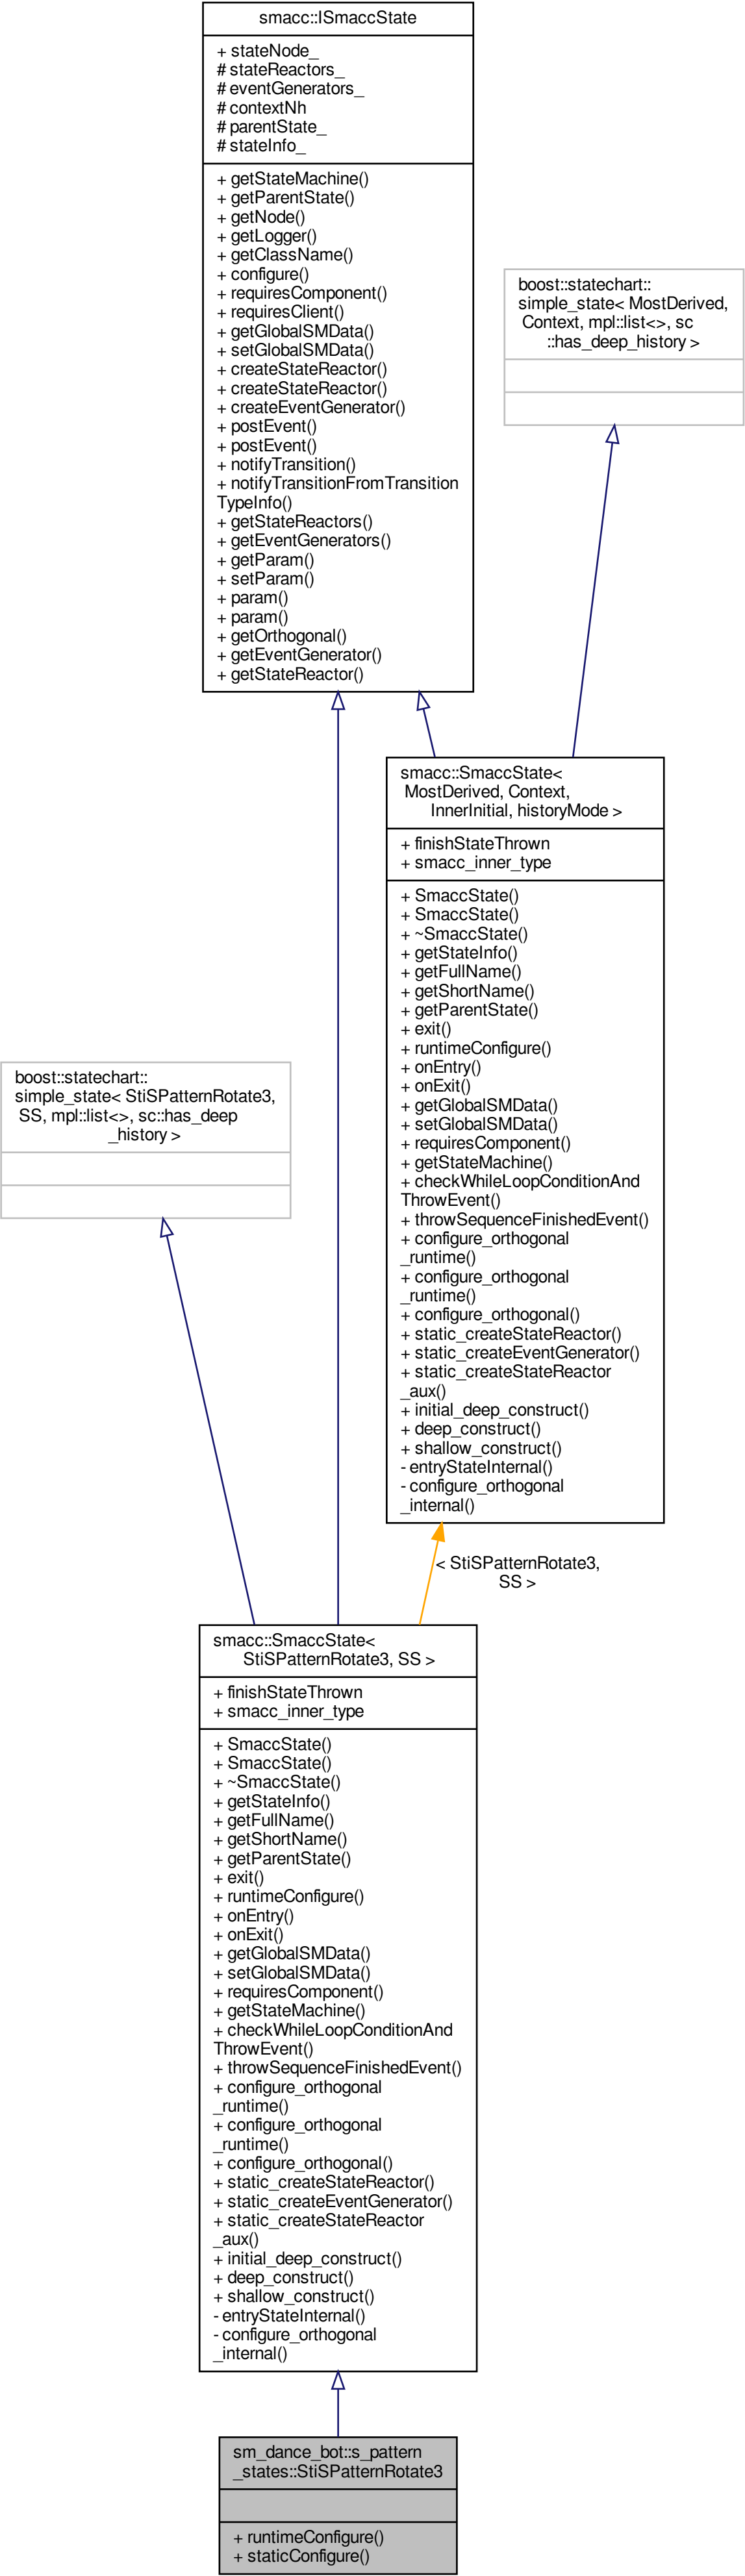 smacc::ISmaccState
+ stateNode_
# stateReactors_
# eventGenerators_
# contextNh
# parentState_
# stateInfo_
+ getStateMachine()
+ getParentState()
+ getNode()
+ getLogger()
+ getClassName()
+ configure()
+ requiresComponent()
+ requiresClient()
+ getGlobalSMData()
+ setGlobalSMData()
+ createStateReactor()
+ createStateReactor()
+ createEventGenerator()
+ postEvent()
+ postEvent()
+ notifyTransition()
+ notifyTransitionFromTransition
TypeInfo()
+ getStateReactors()
+ getEventGenerators()
+ getParam()
+ setParam()
+ param()
+ param()
+ getOrthogonal()
+ getEventGenerator()
+ getStateReactor()
boost::statechart::
simple_state< MostDerived,
Context, mpl::list<>, sc
::has_deep_history >
smacc::SmaccState<
MostDerived, Context,
InnerInitial, historyMode >
+ finishStateThrown
+ smacc_inner_type
+ SmaccState()
+ SmaccState()
+ ~SmaccState()
+ getStateInfo()
+ getFullName()
+ getShortName()
+ getParentState()
+ exit()
+ runtimeConfigure()
+ onEntry()
+ onExit()
+ getGlobalSMData()
+ setGlobalSMData()
+ requiresComponent()
+ getStateMachine()
+ checkWhileLoopConditionAnd
ThrowEvent()
+ throwSequenceFinishedEvent()
+ configure_orthogonal
_runtime()
+ configure_orthogonal
_runtime()
+ configure_orthogonal()
+ static_createStateReactor()
+ static_createEventGenerator()
+ static_createStateReactor
_aux()
+ initial_deep_construct()
+ deep_construct()
+ shallow_construct()
- entryStateInternal()
- configure_orthogonal
_internal()
boost::statechart::
simple_state< StiSPatternRotate3,
SS, mpl::list<>, sc::has_deep
_history >
< StiSPatternRotate3,
SS >
smacc::SmaccState<
StiSPatternRotate3, SS >
+ finishStateThrown
+ smacc_inner_type
+ SmaccState()
+ SmaccState()
+ ~SmaccState()
+ getStateInfo()
+ getFullName()
+ getShortName()
+ getParentState()
+ exit()
+ runtimeConfigure()
+ onEntry()
+ onExit()
+ getGlobalSMData()
+ setGlobalSMData()
+ requiresComponent()
+ getStateMachine()
+ checkWhileLoopConditionAnd
ThrowEvent()
+ throwSequenceFinishedEvent()
+ configure_orthogonal
_runtime()
+ configure_orthogonal
_runtime()
+ configure_orthogonal()
+ static_createStateReactor()
+ static_createEventGenerator()
+ static_createStateReactor
_aux()
+ initial_deep_construct()
+ deep_construct()
+ shallow_construct()
- entryStateInternal()
- configure_orthogonal
_internal()
sm_dance_bot::s_pattern
_states::StiSPatternRotate3
+ runtimeConfigure()
+ staticConfigure()